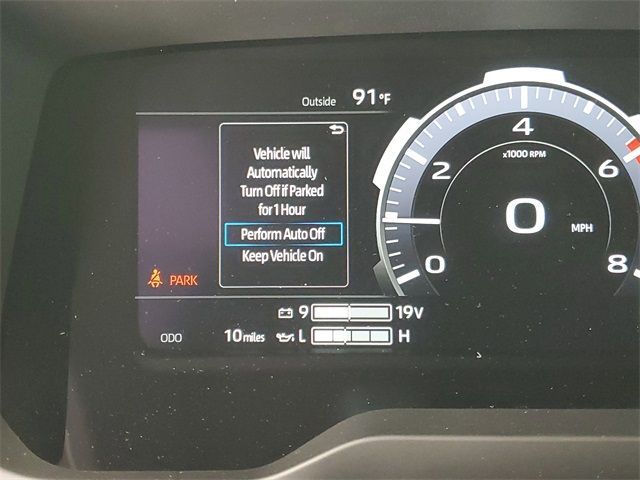 Outside 91°F
Vehicle will
Automatically
Turn Off if Parked
for 1 Hour
Perform Auto Off
Keep Vehicle On
PARK
4
x1000 RPM
2
6
0
MPH
0
8
9
19V
ODO
10 miles
L
H